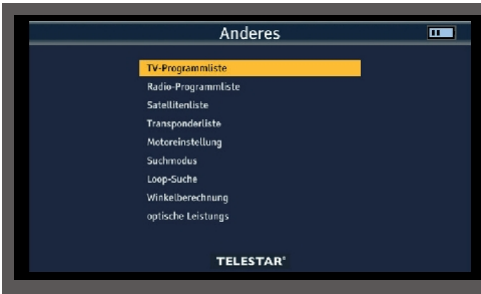 Anderes
TV-Programmliste
Radio-Programmliste
Satellitenliste
Transponderliste
Motoreinstellung
Suchmodus
Loop-Suche
Winkelberechnung
optische Leistungs
TELESTAR®